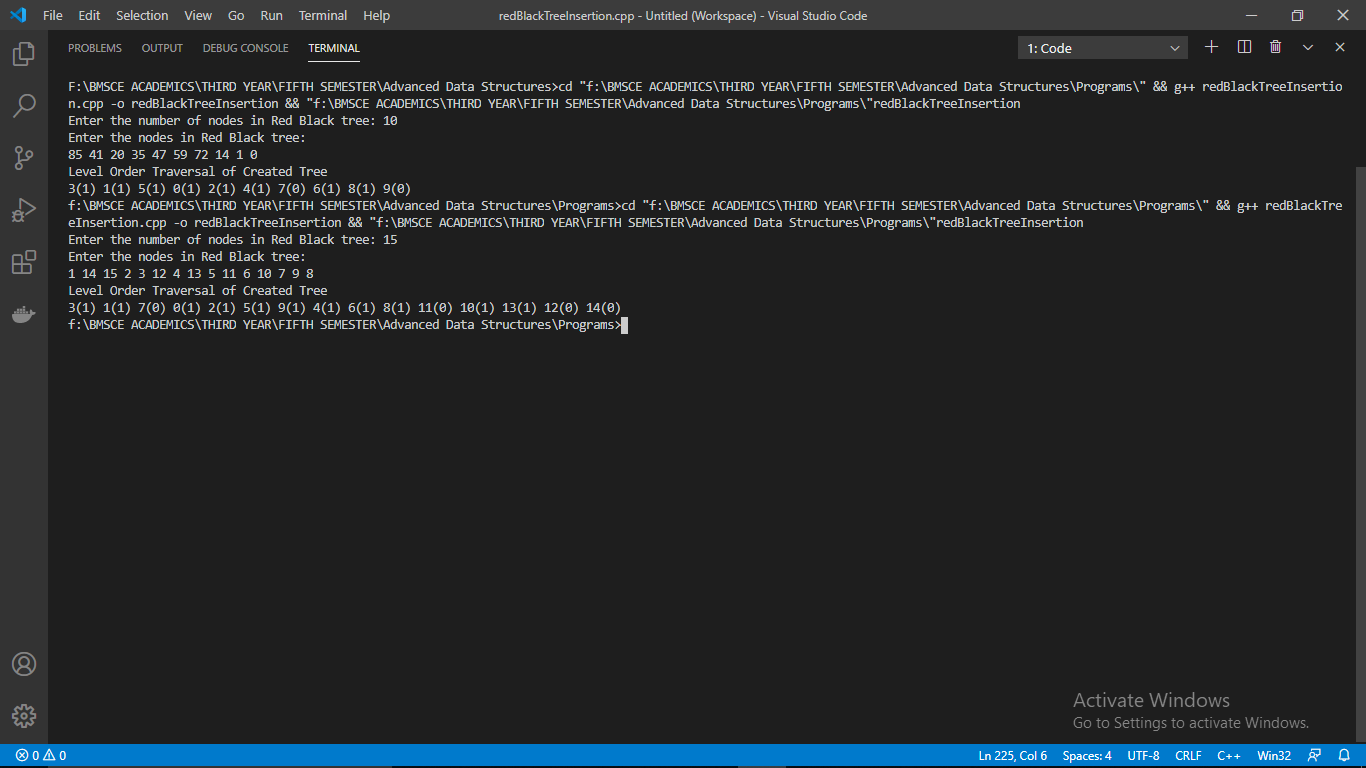 File Edit Selection View Go Run Terminal Help redBlackTreeInsertion.cpp - Untitled (Workspace) - Visual Studio Code
PROBLEMS OUTPUT DEBUG CONSOLE TERMINAL 1: Code
F:\BMSCE ACADEMICS\THIRD YEAR\FIFTH SEMESTER\Advanced Data Structures>cd "f:\BMSCE ACADEMICS\THIRD YEAR\FIFTH SEMESTER\Advanced Data Structures\Programs\" && g++ redBlackTreeInsertio
n.cpp -o redBlackTreeInsertion && "f:\BMSCE ACADEMICS\THIRD YEAR\FIFTH SEMESTER\Advanced Data Structures\Programs\"redBlackTreeInsertion
Enter the number of nodes in Red Black tree: 10
Enter the nodes in Red Black tree:
85 41 20 35 47 59 72 14 1 0
Level Order Traversal of Created Tree
3(1) 1(1) 5(1) 0(1) 2(1) 4(1) 7(0) 6(1) 8(1) 9(0)
f:\BMSCE ACADEMICS\THIRD YEAR\FIFTH SEMESTER\Advanced Data Structures\Programs>cd "f:\BMSCE ACADEMICS\THIRD YEAR\FIFTH SEMESTER\Advanced Data Structures\Programs\" && g++ redBlackTre
eInsertion.cpp -o redBlackTreeInsertion && "f:\BMSCE ACADEMICS\THIRD YEAR\FIFTH SEMESTER\Advanced Data Structures\Programs\"redBlackTreeInsertion
Enter the number of nodes in Red Black tree: 15
Enter the nodes in Red Black tree:
1 14 15 2 3 12 4 13 5 11 6 10 7 9 8
Level Order Traversal of Created Tree
3(1) 1(1) 7(0) 0(1) 2(1) 5(1) 9(1) 4(1) 6(1) 8(1) 11(0) 10(1) 13(1) 12(0) 14(0)
f:\BMSCE ACADEMICS\THIRD YEAR\FIFTH SEMESTER\Advanced Data Structures\Programs>
Activate Windows
Go to Settings to activate Windows.
0 0 Ln 225, Col 6 Spaces: 4 UTF-8 CRLF C++ Win32